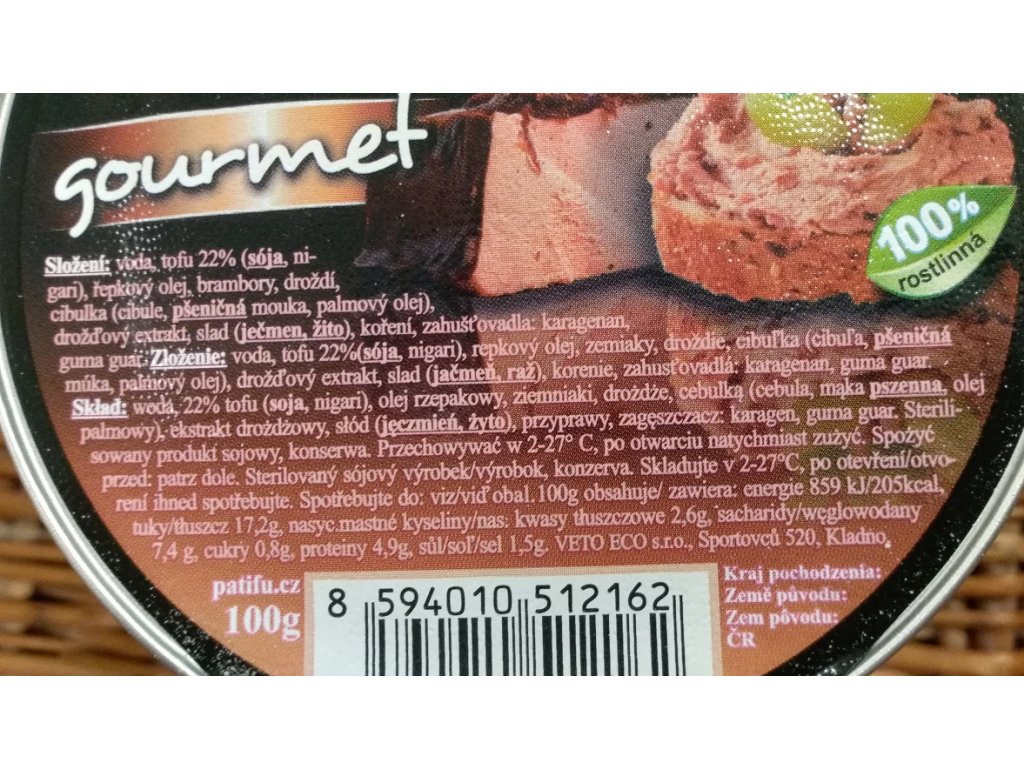 gourmet
100%
rostlinná
Složení: voda, tofu 22% (sója, ni-
gari), řepkový olej, brambory, droždí,
cibulka (cibule, pšeničná mouka, palmový olej),
drožďový extrakt, slad (ječmen, žito), koření, zahušťovadla: karagenan,
guma guar. Zloženie: voda, tofu 22%(sója, nigari), repkový olej, zemiaky, droždie, cibuľka (cibuľa, pšeničná
múka, palmový olej), drožďový extrakt, slad (jačmeň, raž), korenie, zahusťovadlá: karagenan, guma guar.
Skład: woda, 22% tofu (soja, nigari), olej rzepakowy, ziemniaki, drożdże, cebulką (cebula, mąka pszenna, olej
palmowy), ekstrakt drożdżowy, słód (jęczmień, żyto), przyprawy, zagęszczacz: karagen, guma guar. Sterili-
sowany produkt sojowy, konserwa. Przechowywać w 2-27° C, po otwarciu natychmiast zużyć. Spożyć
przed: patrz dole. Sterilovaný sójový výrobek/výrobok, konzerva. Skladujte v 2-27°C, po otevření/otvo-
rení ihned spotřebujte. Spotřebujte do: viz/viď obal. 100g obsahuje/ zawiera: energie 859 kJ/205kcal,
tuky/tłuszcz 17,2g, nasyc.mastné kyseliny/nas: kwasy tłuszczowe 2,6g, sacharidy/węglowodany
7,4 g, cukry 0,8g, proteiny 4,9g, sůl/soľ/sel 1,5g. VETO ECO s.r.o., Sportovců 520, Kladno,
patifu.cz
100g
8 594010 512162
Kraj pochodzenia:
Země původu:
Zem pôvodu:
ČR